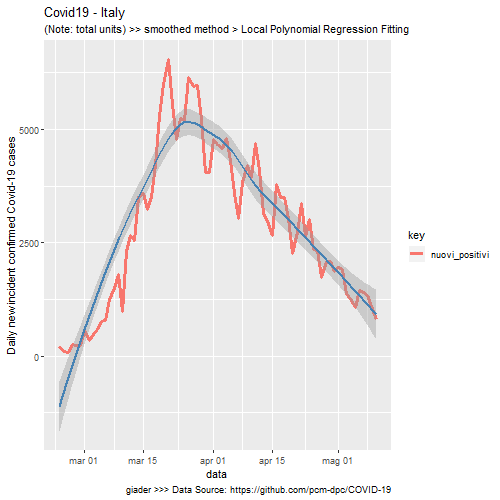 Covid19 - Italy
(Note: total units) >> smoothed method > Local Polynomial Regression Fitting
Daily new incident confirmed Covid-19 cases
5000
2500
0
mar 01
mar 15
apr 01
apr 15
mag 01
data
key
nuovi_positivi
giader >>> Data Source: https://github.com/pcm-dpc/COVID-19